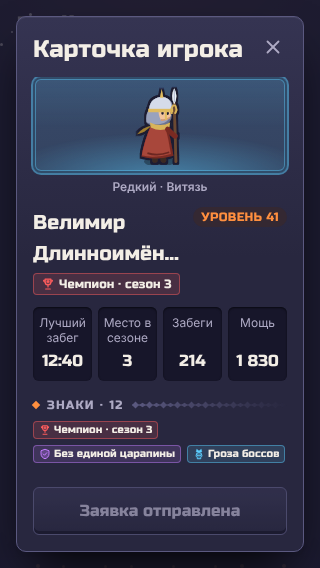 Карточка игрока
Редкий · Витязь
Велимир
УРОВЕНЬ 41
Длинноимён...
Чемпион · сезон 3
Лучший забег
12:40
Место в сезоне
3
Забеги
214
Мощь
1 830
ЗНАКИ · 12
Чемпион · сезон 3
Без единой царапины
Гроза боссов
Заявка отправлена